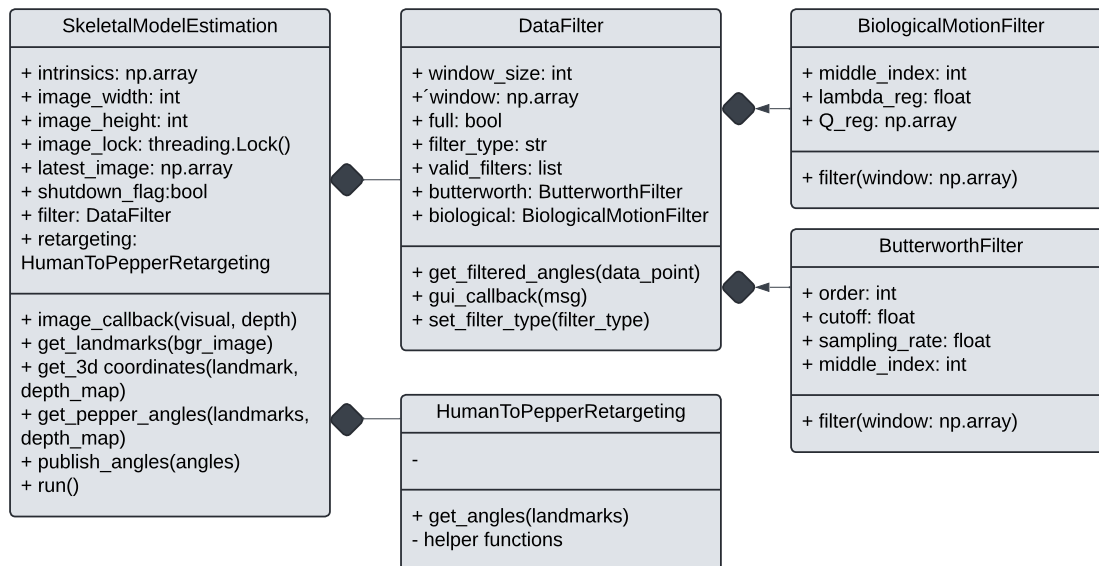 SkeletalModelEstimation
+ intrinsics: np.array
+ image_width: int
+ image_height: int
+ image_lock: threading.Lock()
+ latest_image: np.array
+ shutdown_flag:bool
+ filter: DataFilter
+ retargeting:
HumanToPepperRetargeting
+ image_callback(visual, depth)
+ get_landmarks(bgr_image)
+ get_3d coordinates(landmark,
depth_map)
+ get_pepper_angles(landmarks,
depth_map)
+ publish_angles(angles)
+ run()
DataFilter
+ window_size: int
+´window: np.array
+ full: bool
+ filter_type: str
+ valid_filters: list
+ butterworth: ButterworthFilter
+ biological: BiologicalMotionFilter
+ get_filtered_angles(data_point)
+ gui_callback(msg)
+ set_filter_type(filter_type)
HumanToPepperRetargeting
-
+ get_angles(landmarks)
- helper functions
BiologicalMotionFilter
+ middle_index: int
+ lambda_reg: float
+ Q_reg: np.array
+ filter(window: np.array)
ButterworthFilter
+ order: int
+ cutoff: float
+ sampling_rate: float
+ middle_index: int
+ filter(window: np.array)